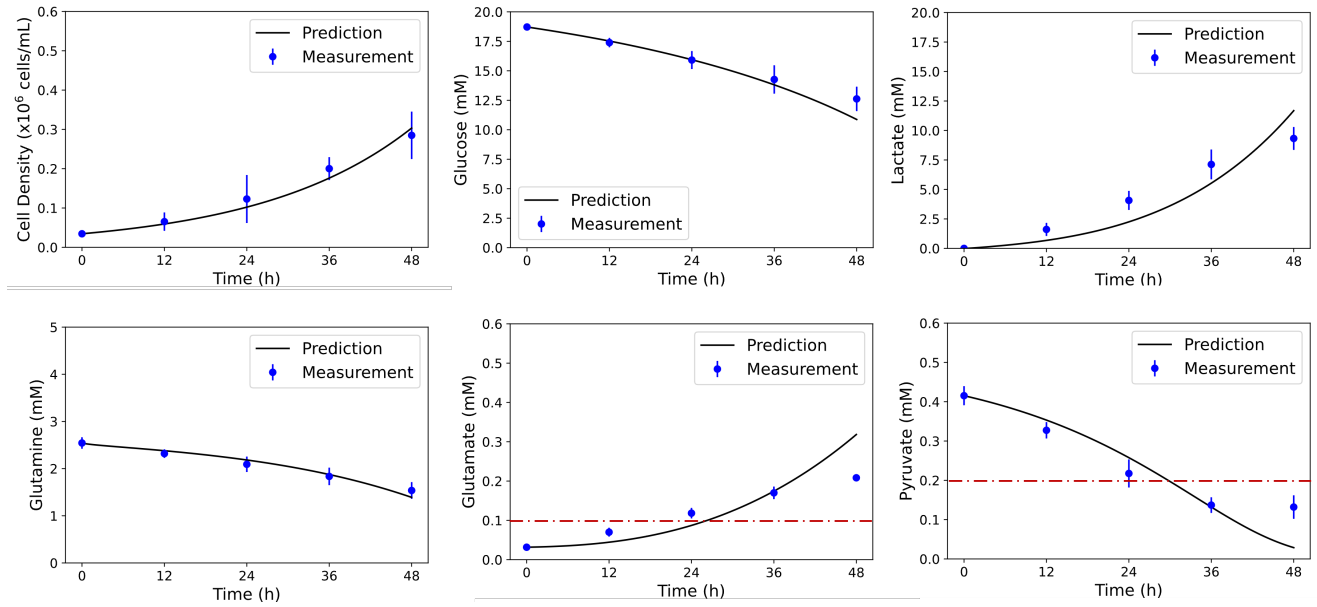 0.6
0.5
0.4
0.3
0.2
0.1
0.0
0 12 24 36 48
Time (h)
Cell Density (x10⁶ cells/mL)
Prediction
Measurement
20.0
17.5
15.0
12.5
10.0
7.5
5.0
2.5
0.0
0 12 24 36 48
Time (h)
Glucose (mM)
Prediction
Measurement
20.0
17.5
15.0
12.5
10.0
7.5
5.0
2.5
0.0
0 12 24 36 48
Time (h)
Lactate (mM)
Prediction
Measurement
5
4
3
2
1
0
0 12 24 36 48
Time (h)
Glutamine (mM)
Prediction
Measurement
0.6
0.5
0.4
0.3
0.2
0.1
0.0
0 12 24 36 48
Time (h)
Glutamate (mM)
Prediction
Measurement
0.6
0.5
0.4
0.3
0.2
0.1
0.0
0 12 24 36 48
Time (h)
Pyruvate (mM)
Prediction
Measurement